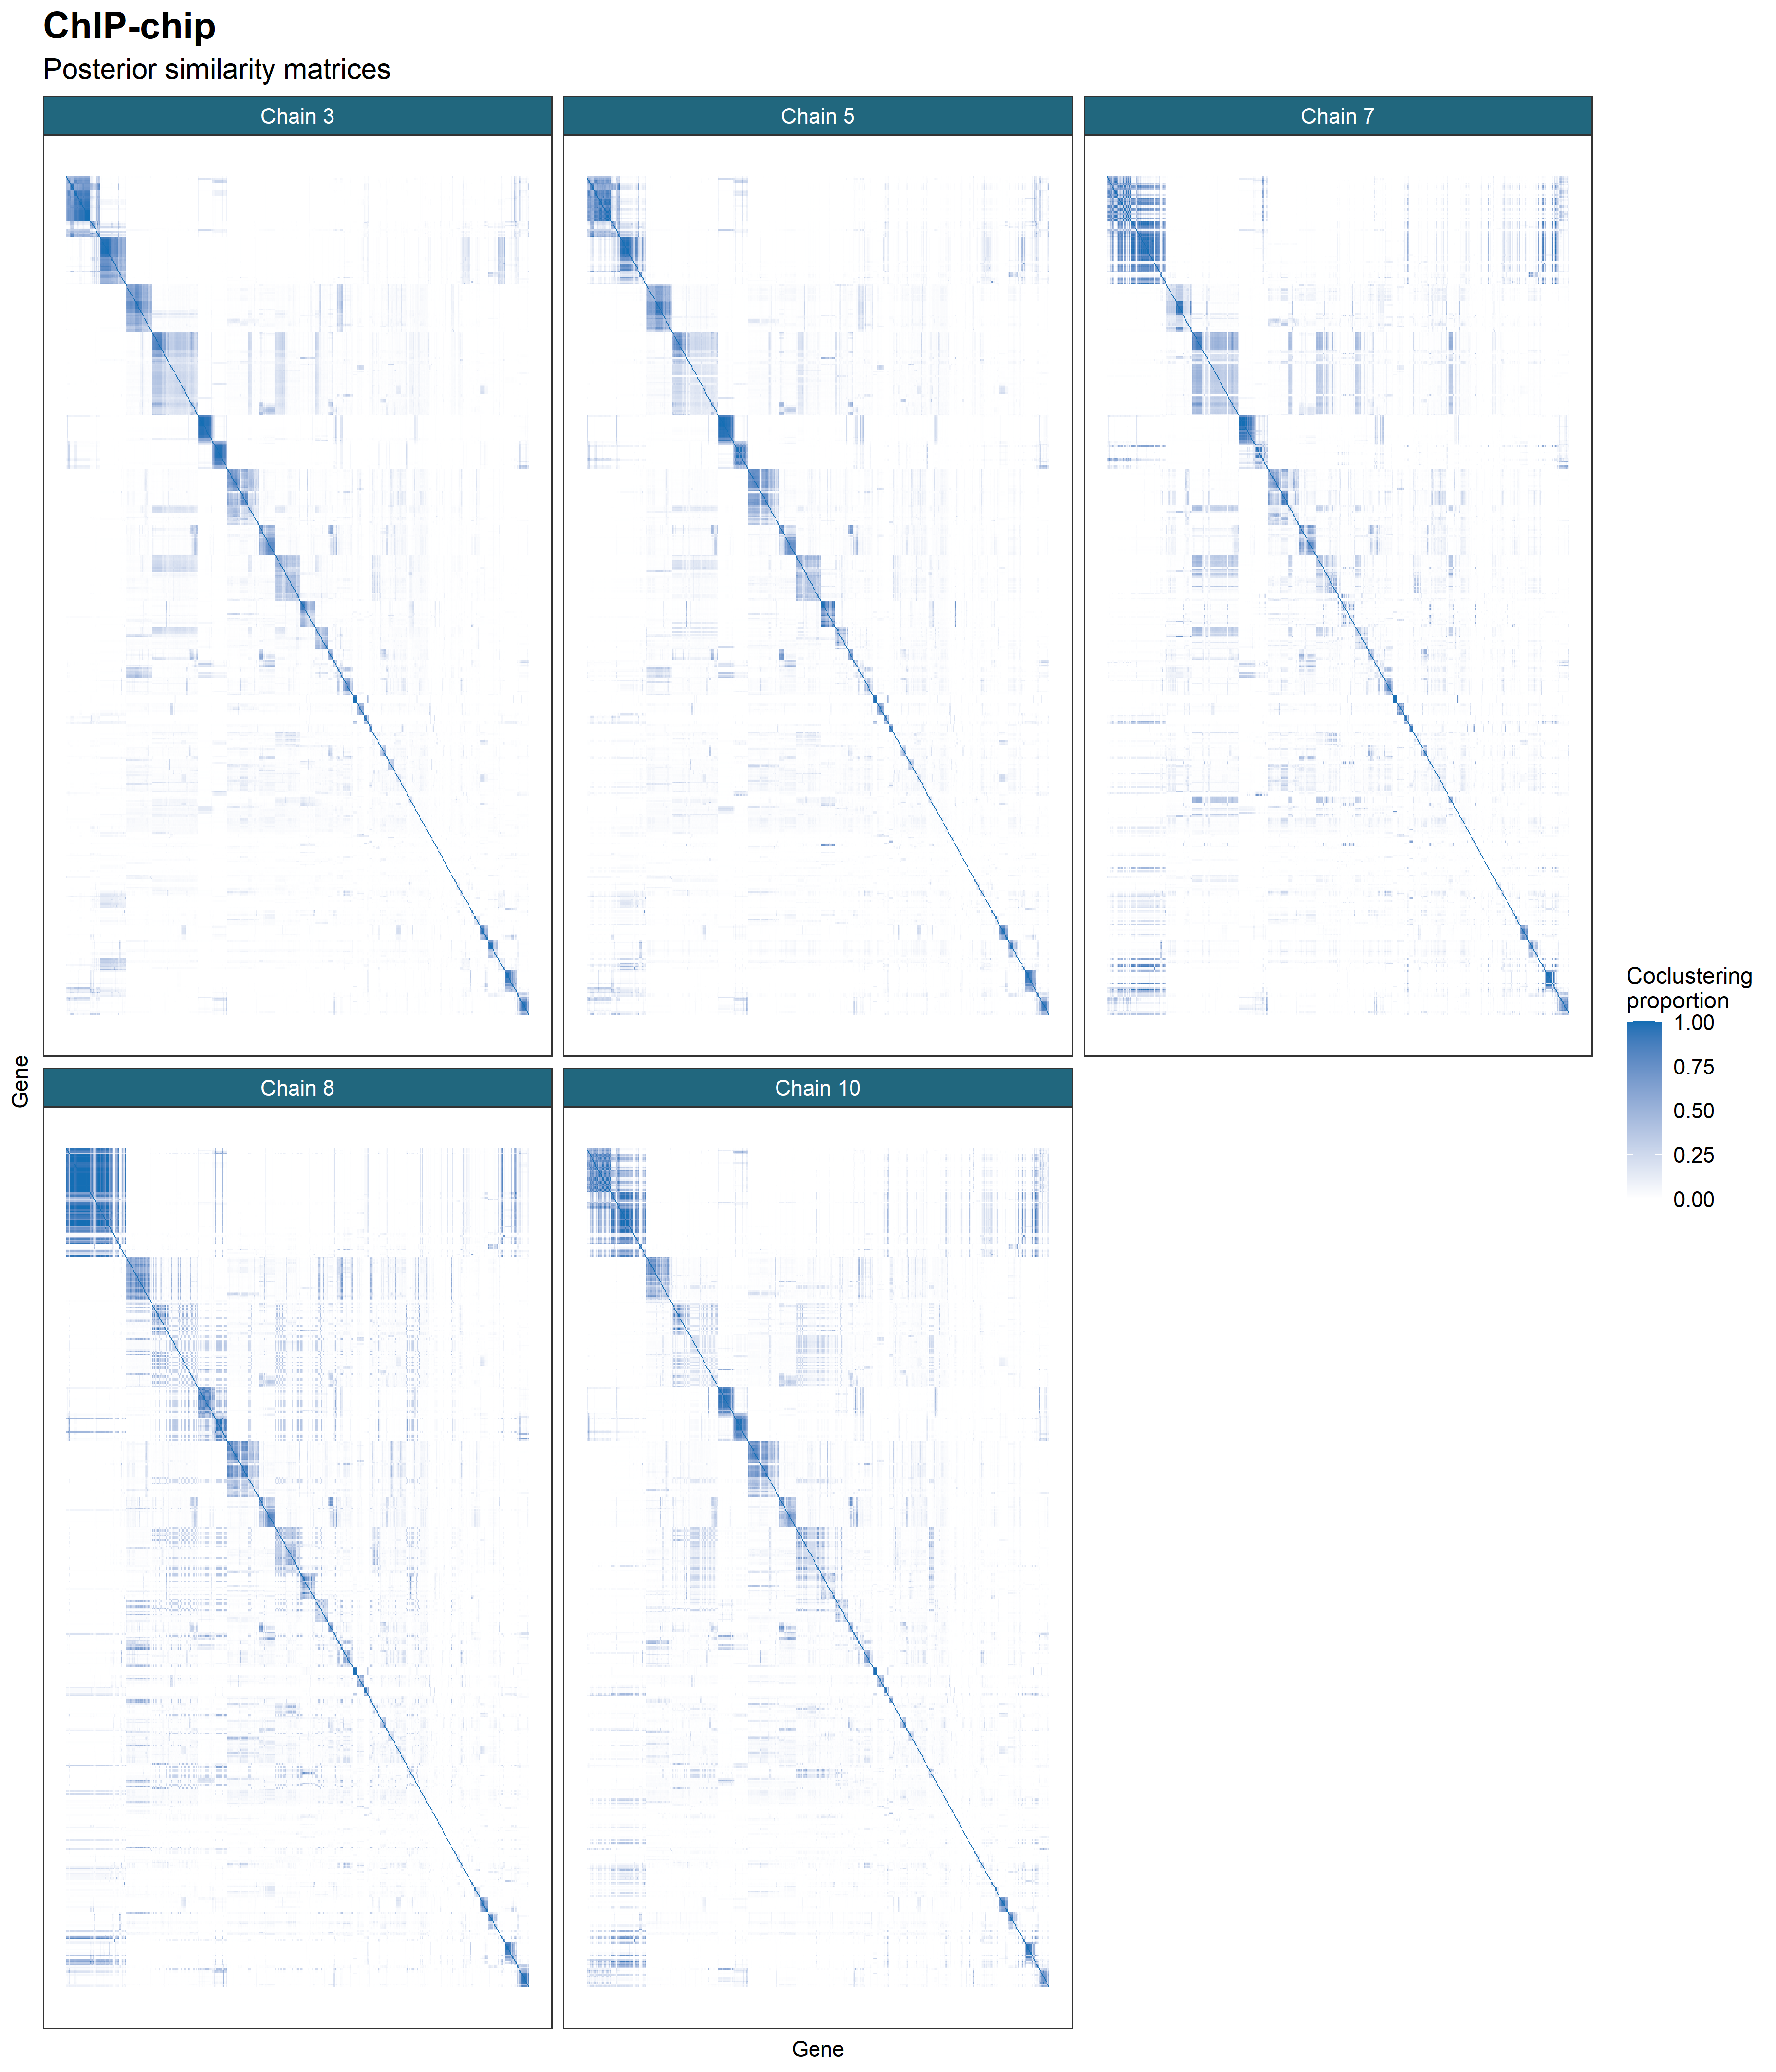 ChIP-chip
Posterior similarity matrices
Chain 3
Chain 5
Chain 7
Chain 8
Chain 10
Gene
Gene
Coclustering
proportion
1.00
0.75
0.50
0.25
0.00